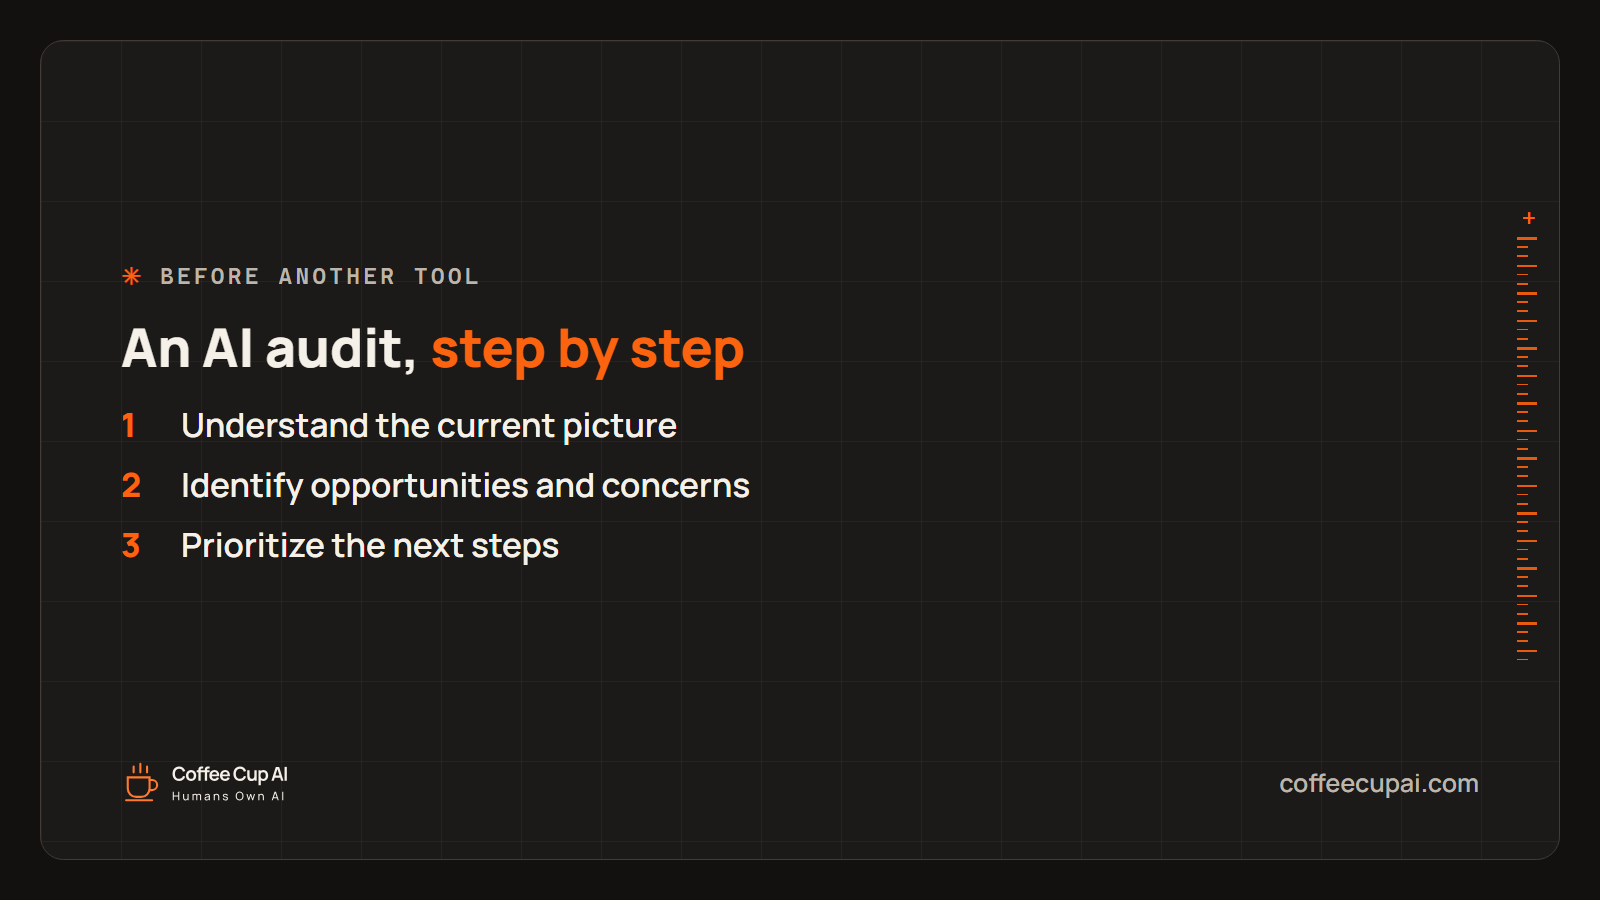 BEFORE ANOTHER TOOL
An AI audit, step by step
1 Understand the current picture
2 Identify opportunities and concerns
3 Prioritize the next steps
Coffee Cup AI
Humans Own AI
coffeecupai.com